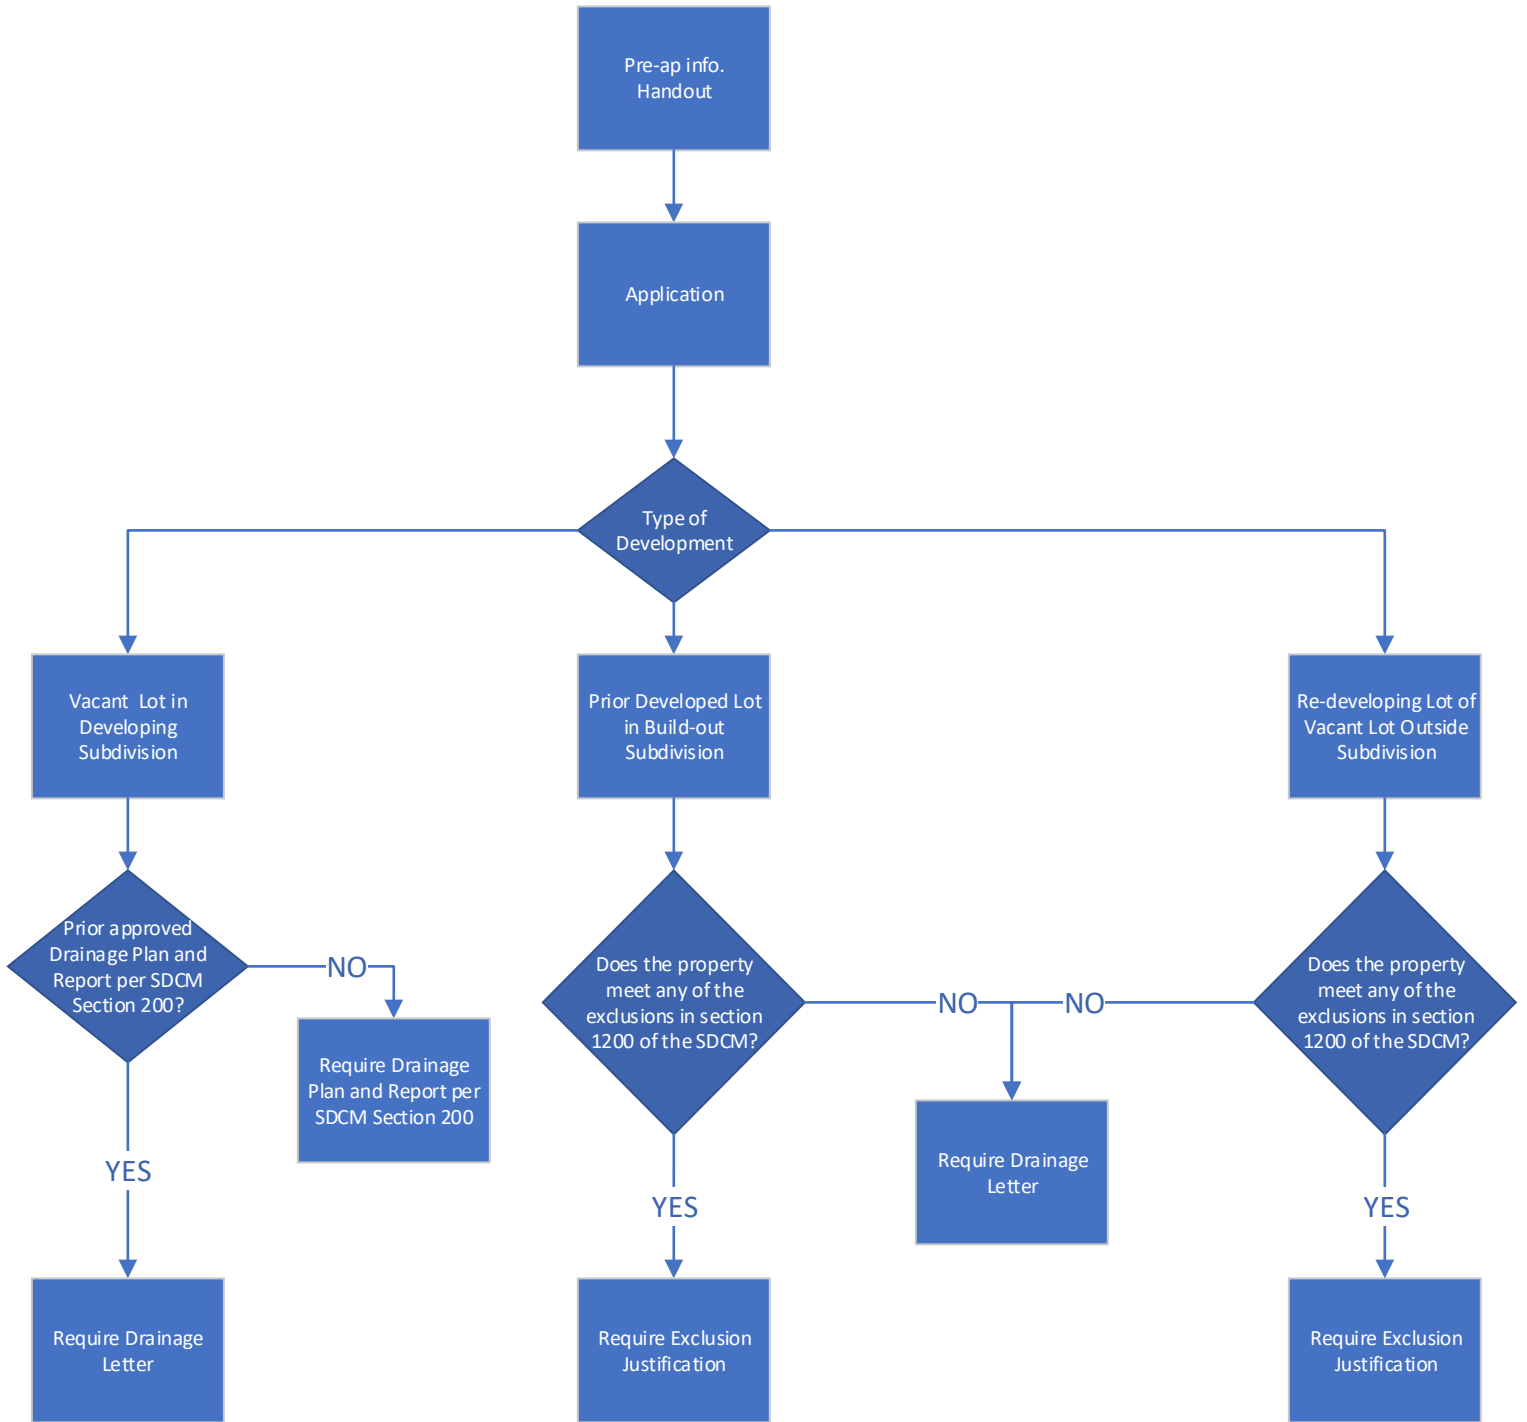 Pre-ap info.
Handout
Application
Type of
Development
Vacant Lot in
Developing
Subdivision
Prior Developed Lot
in Build-out
Subdivision
Re-developing Lot of
Vacant Lot Outside
Subdivision
Prior approved
Drainage Plan and
Report per SDCM
Section 200?
NO
Require Drainage
Plan and Report per
SDCM Section 200
YES
Require Drainage
Letter
Does the property
meet any of the
exclusions in section
1200 of the SDCM?
NO
NO
Require Drainage
Letter
YES
Require Exclusion
Justification
Does the property
meet any of the
exclusions in section
1200 of the SDCM?
YES
Require Exclusion
Justification